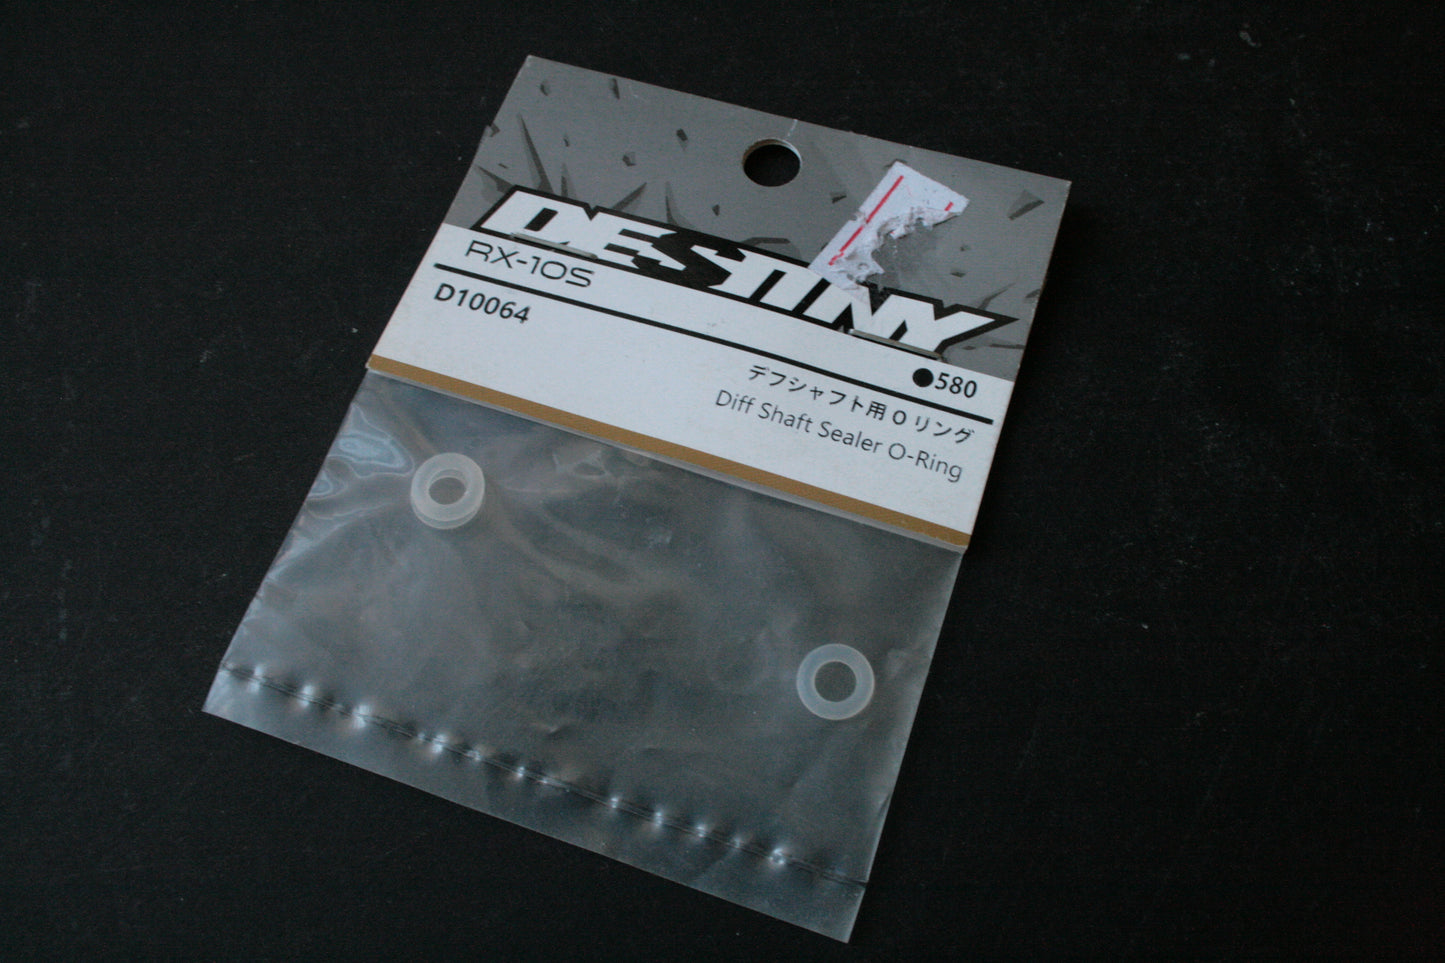 DESTINY
RX-10S
●580
D10064
デフシャフト用 O リング
Diff Shaft Sealer O-Ring